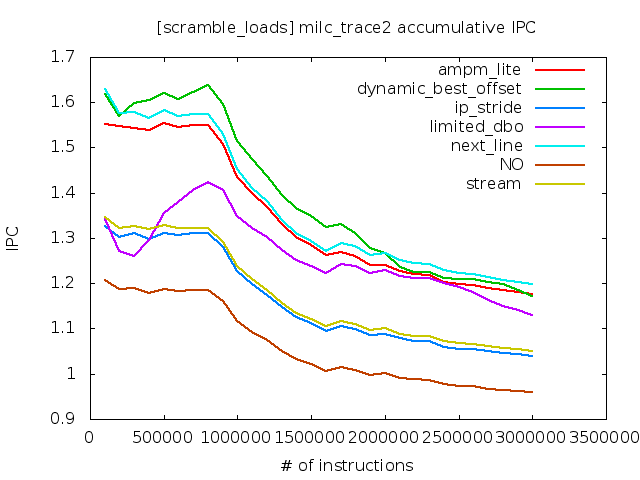 [scramble_loads] milc_trace2 accumulative IPC
1.7
1.6
1.5
1.4
1.3
1.2
1.1
1
0.9
IPC
ampm_lite
dynamic_best_offset
ip_stride
limited_dbo
next_line
NO
stream
0 500000 1000000 1500000 2000000 2500000 3000000 3500000
# of instructions